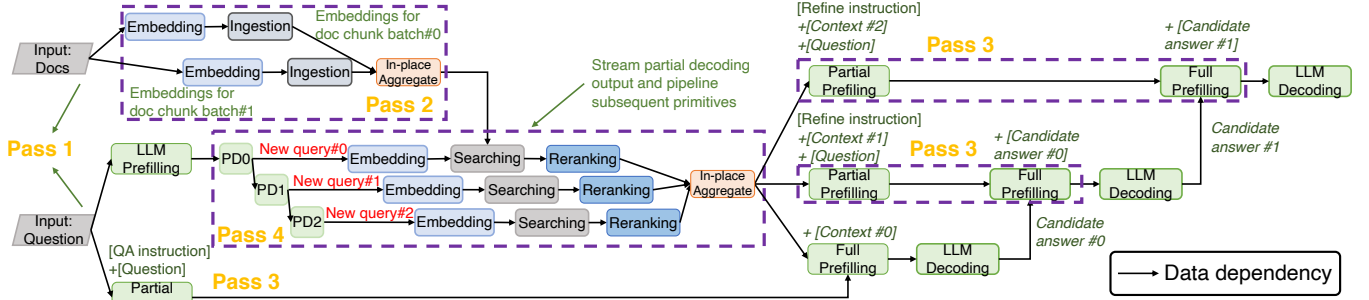 Input:
Docs
Embedding
Ingestion
Embeddings for
doc chunk batch#0
Embedding
Ingestion
In-place
Aggregate
Embeddings for
doc chunk batch#1
Pass 2
Stream partial decoding
output and pipeline
subsequent primitives
Pass 1
LLM
Prefilling
PD0
New query#0
Embedding
Searching
Reranking
PD1
New query#1
Embedding
Searching
Reranking
PD2
New query#2
Embedding
Searching
Reranking
In-place
Aggregate
Pass 4
Input:
Question
[QA instruction]
+[Question]
Partial
Pass 3
[Refine instruction]
+[Context #2]
+[Question]
Pass 3
+ [Candidate
answer #1]
Partial
Prefilling
Full
Prefilling
LLM
Decoding
[Refine instruction]
+[Context #1]
+ [Question]
Pass 3
+ [Candidate
answer #0]
Candidate
answer #1
Partial
Prefilling
Full
Prefilling
LLM
Decoding
+ [Context #0]
Candidate
answer #0
Full
Prefilling
LLM
Decoding
Data dependency